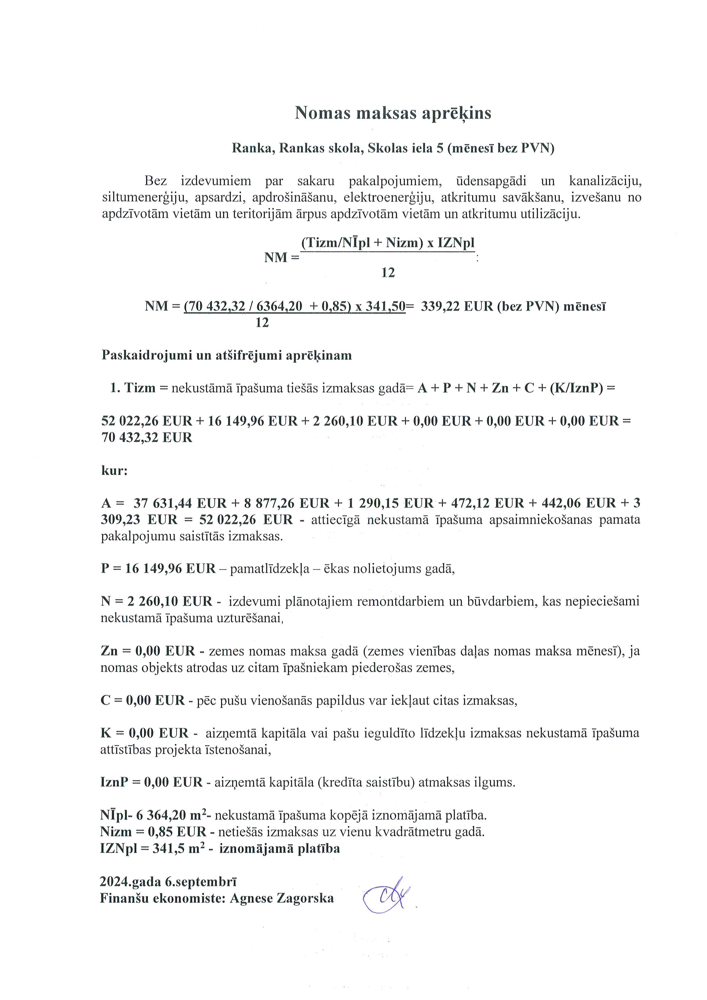 Nomas maksas aprēķins
Ranka, Rankas skola, Skolas iela 5 (mēnesī bez PVN)
Bez izdevumiem par sakaru pakalpojumiem, ūdensapgādi un kanalizāciju,
siltumenerģiju, apsardzi, apdrošināšanu, elektroenerģiju, atkritumu savākšanu, izvešanu no
apdzīvotām vietām un teritorijām ārpus apdzīvotām vietām un atkritumu utilizāciju.
(Tizm/NĪpl + Nizm) x IZNpl
NM = :
12
NM = (70 432,32 / 6364,20 + 0,85) x 341,50= 339,22 EUR (bez PVN) mēnesī
12
Paskaidrojumi un atšifrējumi aprēķinam
1. Tizm = nekustāmā īpašuma tiešās izmaksas gadā= A + P + N + Zn + C + (K/IznP) =
52 022,26 EUR + 16 149,96 EUR + 2 260,10 EUR + 0,00 EUR + 0,00 EUR + 0,00 EUR =
70 432,32 EUR
kur:
A = 37 631,44 EUR + 8 877,26 EUR + 1 290,15 EUR + 472,12 EUR + 442,06 EUR + 3
309,23 EUR = 52 022,26 EUR - attiecīgā nekustamā īpašuma apsaimniekošanas pamata
pakalpojumu saistītās izmaksas.
P = 16 149,96 EUR – pamatlīdzekļa – ēkas nolietojums gadā,
N = 2 260,10 EUR - izdevumi plānotajiem remontdarbiem un būvdarbiem, kas nepieciešami
nekustamā īpašuma uzturēšanai,
Zn = 0,00 EUR - zemes nomas maksa gadā (zemes vienības daļas nomas maksa mēnesī), ja
nomas objekts atrodas uz citam īpašniekam piederošas zemes,
C = 0,00 EUR - pēc pušu vienošanās papildus var iekļaut citas izmaksas,
K = 0,00 EUR - aizņemtā kapitāla vai pašu ieguldīto līdzekļu izmaksas nekustamā īpašuma
attīstības projekta īstenošanai,
IznP = 0,00 EUR - aizņemtā kapitāla (kredīta saistību) atmaksas ilgums.
NĪpl- 6 364,20 m²- nekustamā īpašuma kopējā iznomājamā platība.
Nizm = 0,85 EUR - netiešās izmaksas uz vienu kvadrātmetru gadā.
IZNpl = 341,5 m² - iznomājamā platība
2024.gada 6.septembrī
Finanšu ekonomiste: Agnese Zagorska